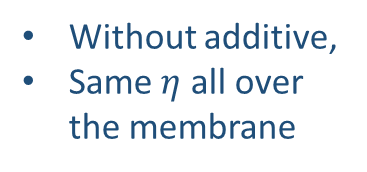 • Without additive,
• Same η all over
the membrane